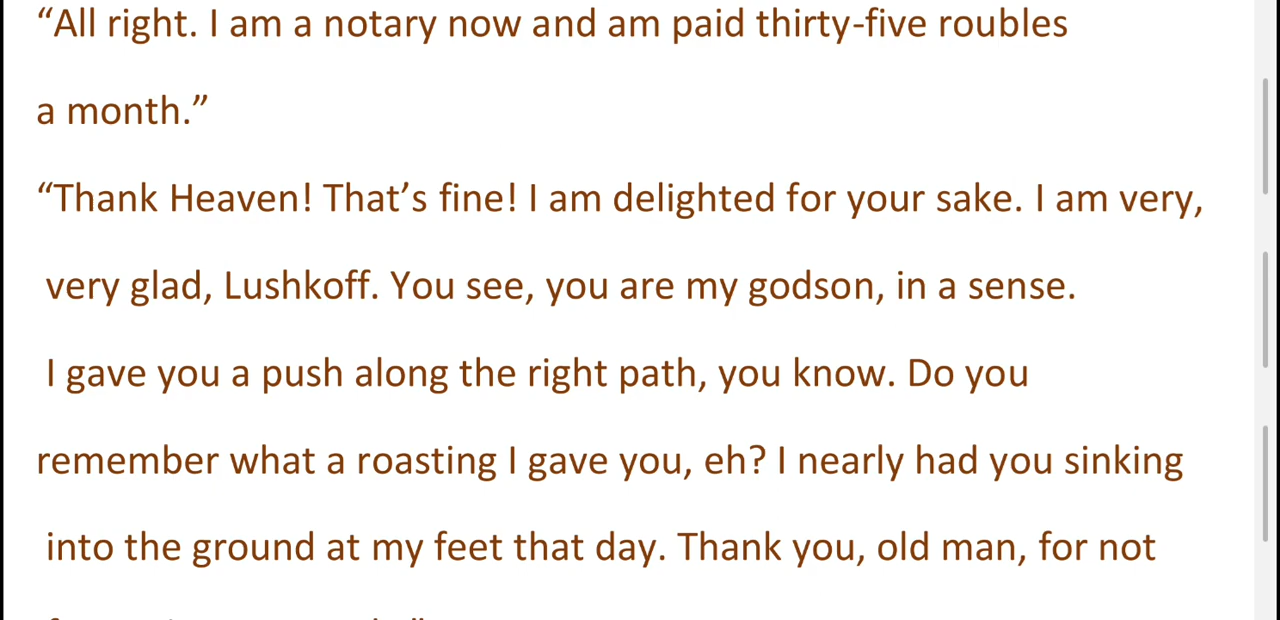 “All right. I am a notary now and am paid thirty-five roubles
a month.”
“Thank Heaven! That’s fine! I am delighted for your sake. I am very,
very glad, Lushkoff. You see, you are my godson, in a sense.
I gave you a push along the right path, you know. Do you
remember what a roasting I gave you, eh? I nearly had you sinking
into the ground at my feet that day. Thank you, old man, for not